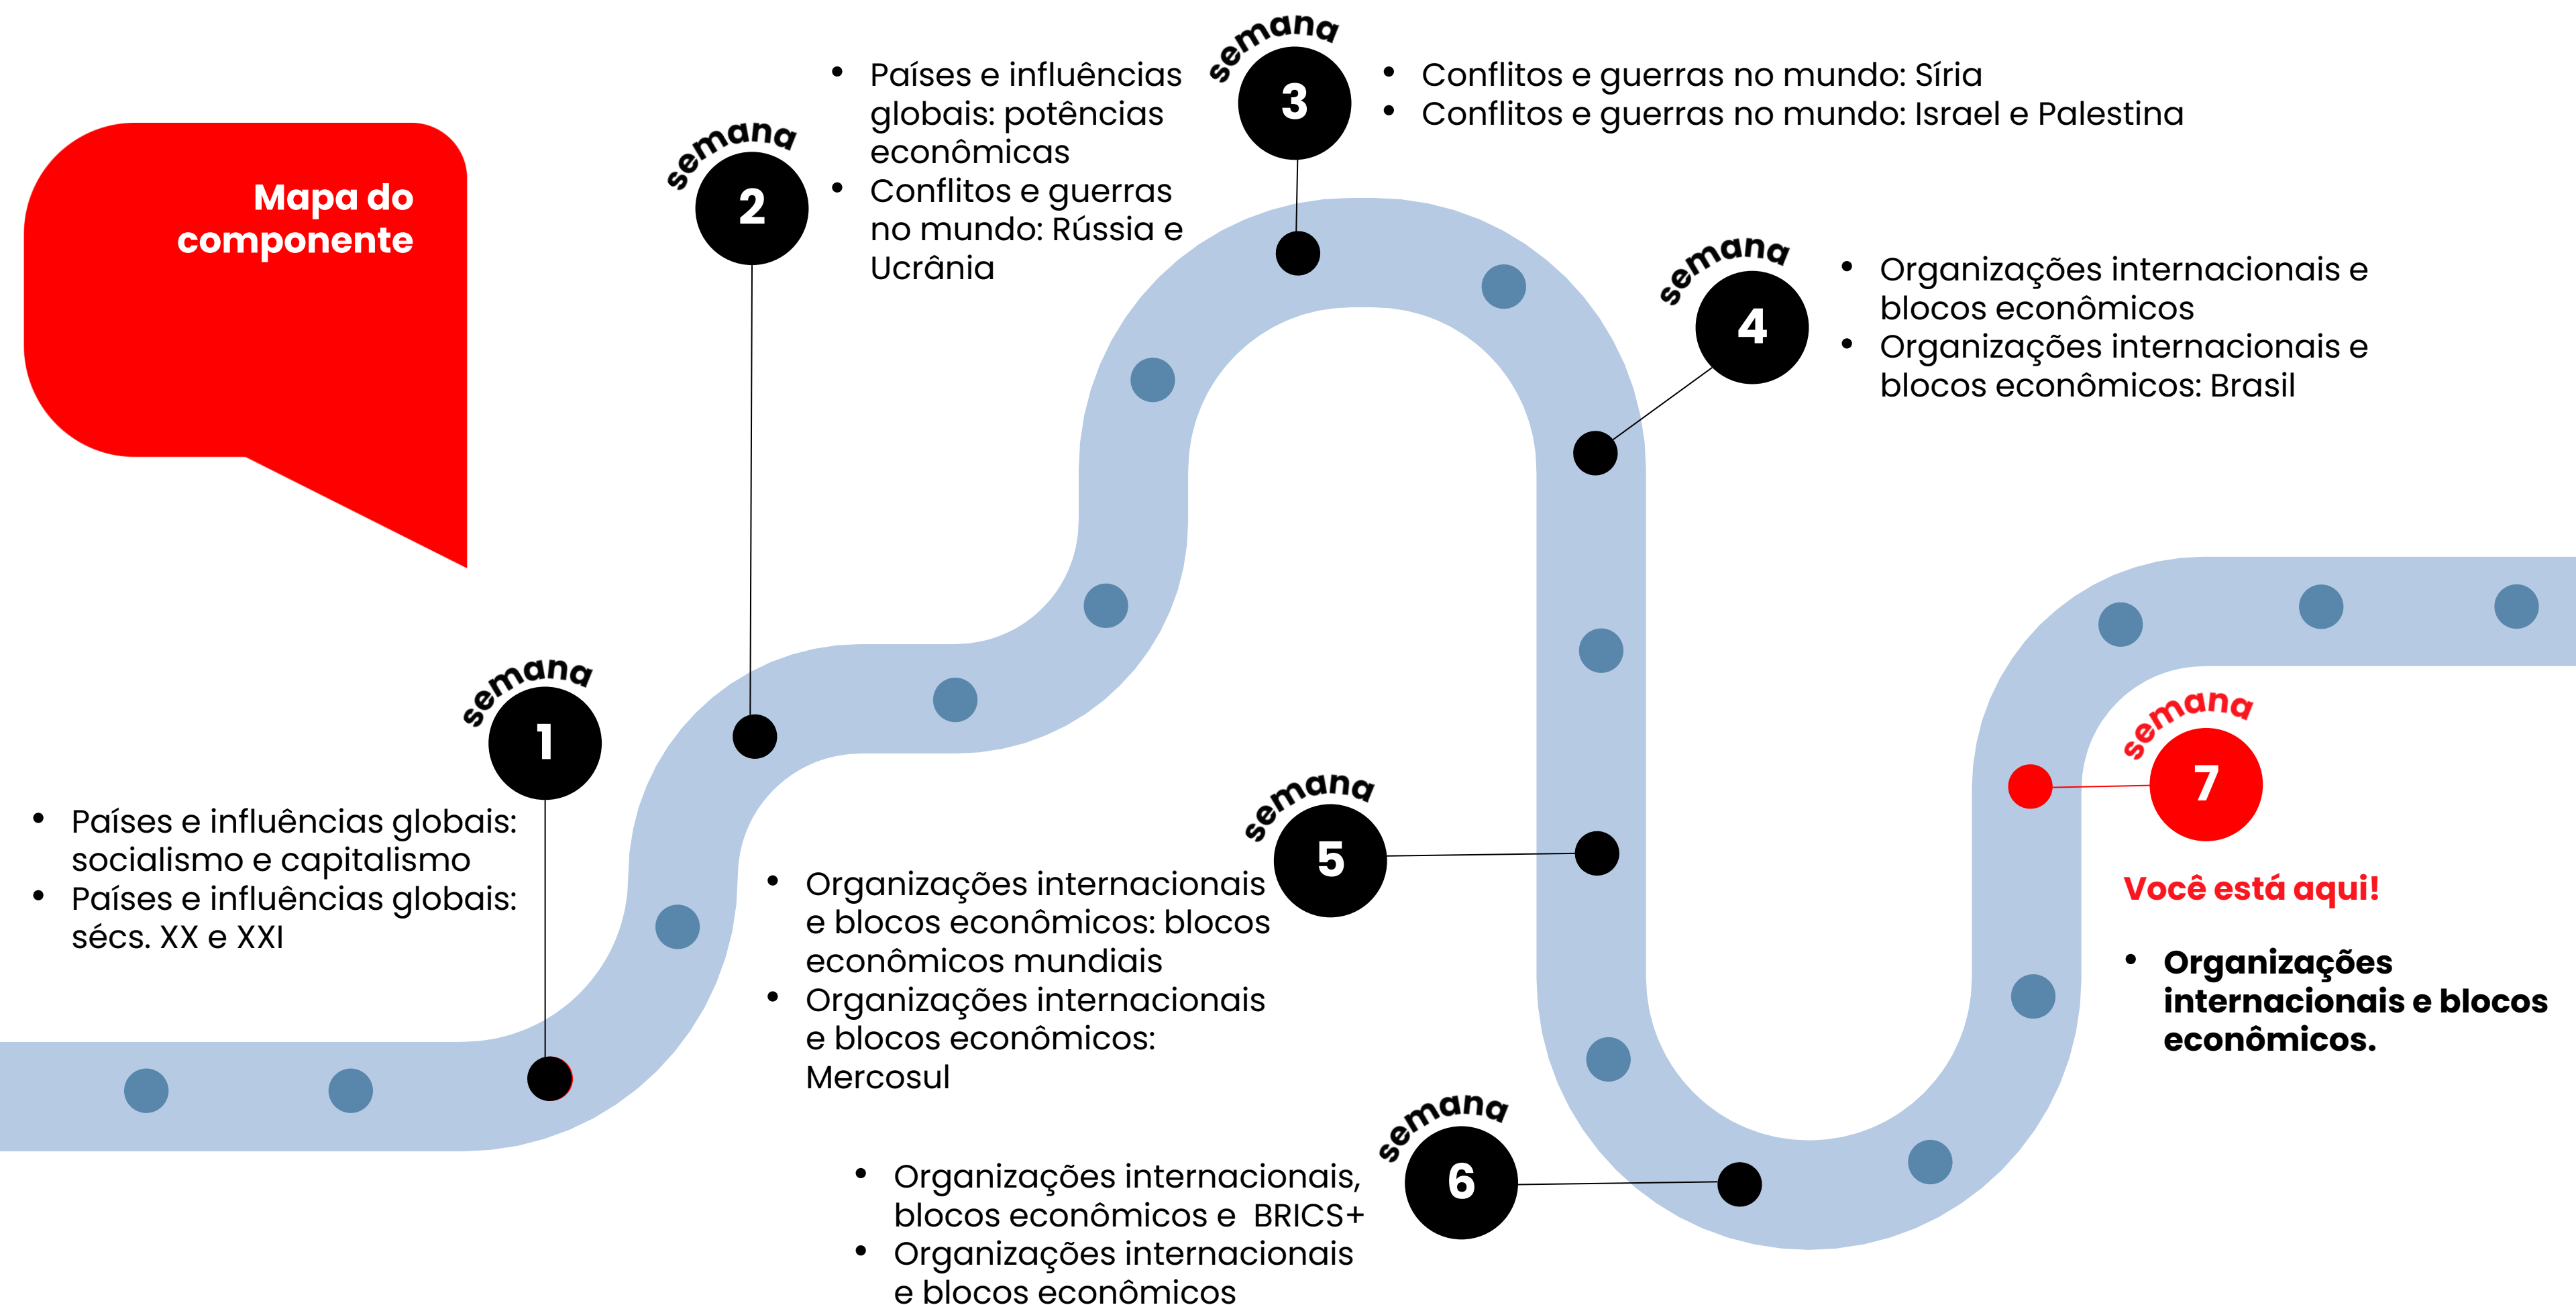 Mapa do
componente
semana
1
• Países e influências globais:
socialismo e capitalismo
• Países e influências globais:
sécs. XX e XXI
semana
2
• Países e influências
globais: potências
econômicas
• Conflitos e guerras
no mundo: Rússia e
Ucrânia
semana
3
• Conflitos e guerras no mundo: Síria
• Conflitos e guerras no mundo: Israel e Palestina
semana
4
• Organizações internacionais e
blocos econômicos
• Organizações internacionais e
blocos econômicos: Brasil
semana
5
• Organizações internacionais
e blocos econômicos: blocos
econômicos mundiais
• Organizações internacionais
e blocos econômicos:
Mercosul
semana
6
• Organizações internacionais,
blocos econômicos e BRICS+
• Organizações internacionais
e blocos econômicos
semana
7
Você está aqui!
• Organizações
internacionais e blocos
econômicos.